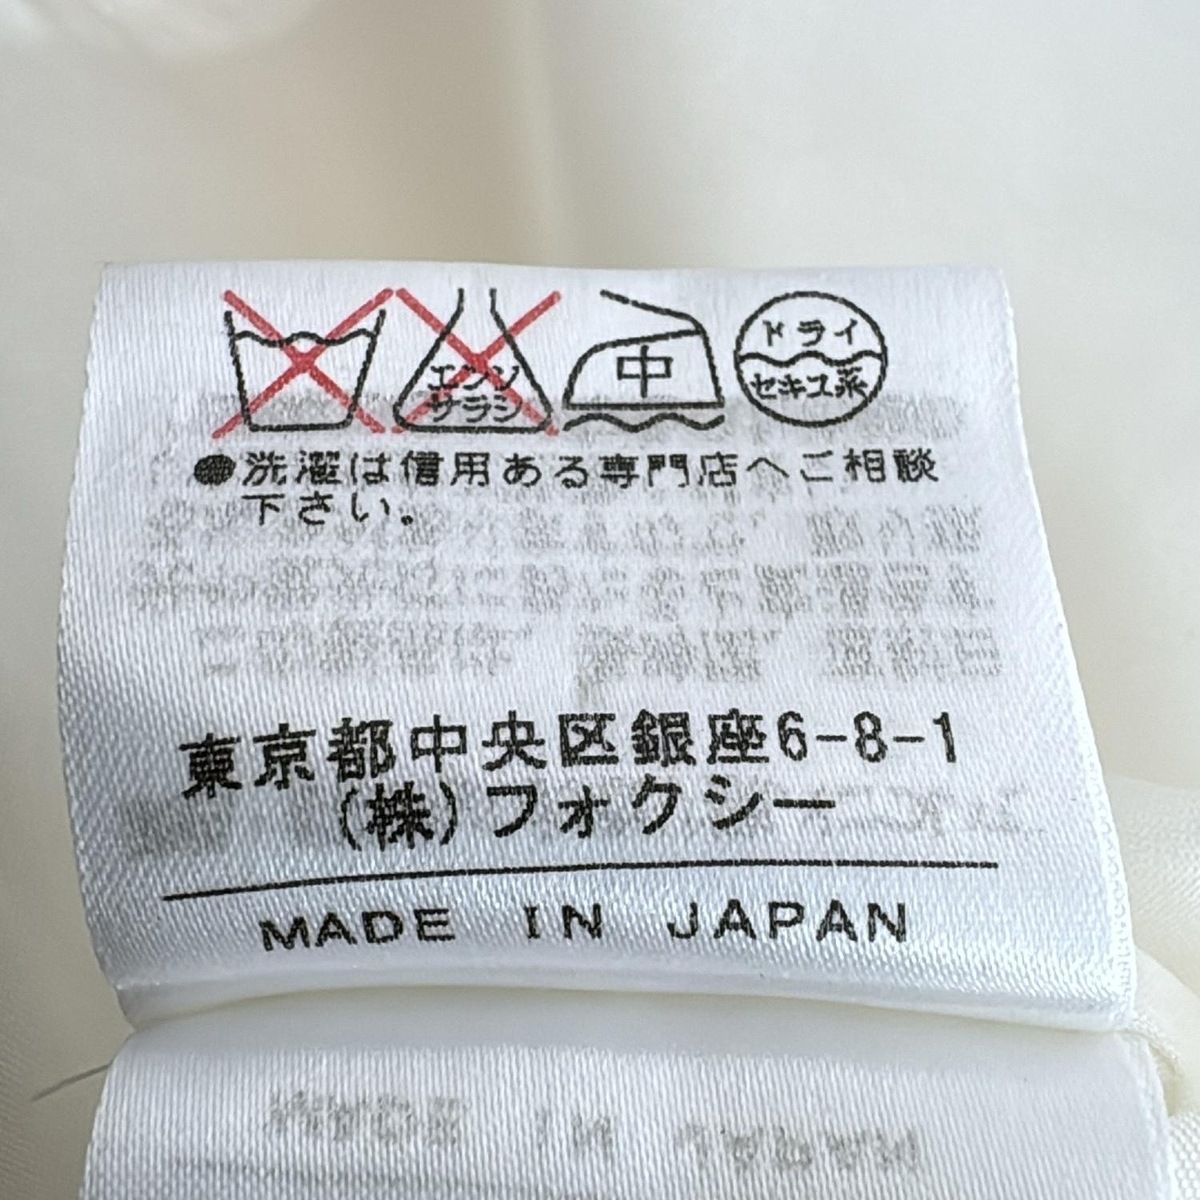 エンソ
サラシ
中
ドライ
セキユ系
●洗濯は信用ある専門店へご相談
下さい。
東京都中央区銀座6-8-1
(株)フォクシー
MADE IN JAPAN